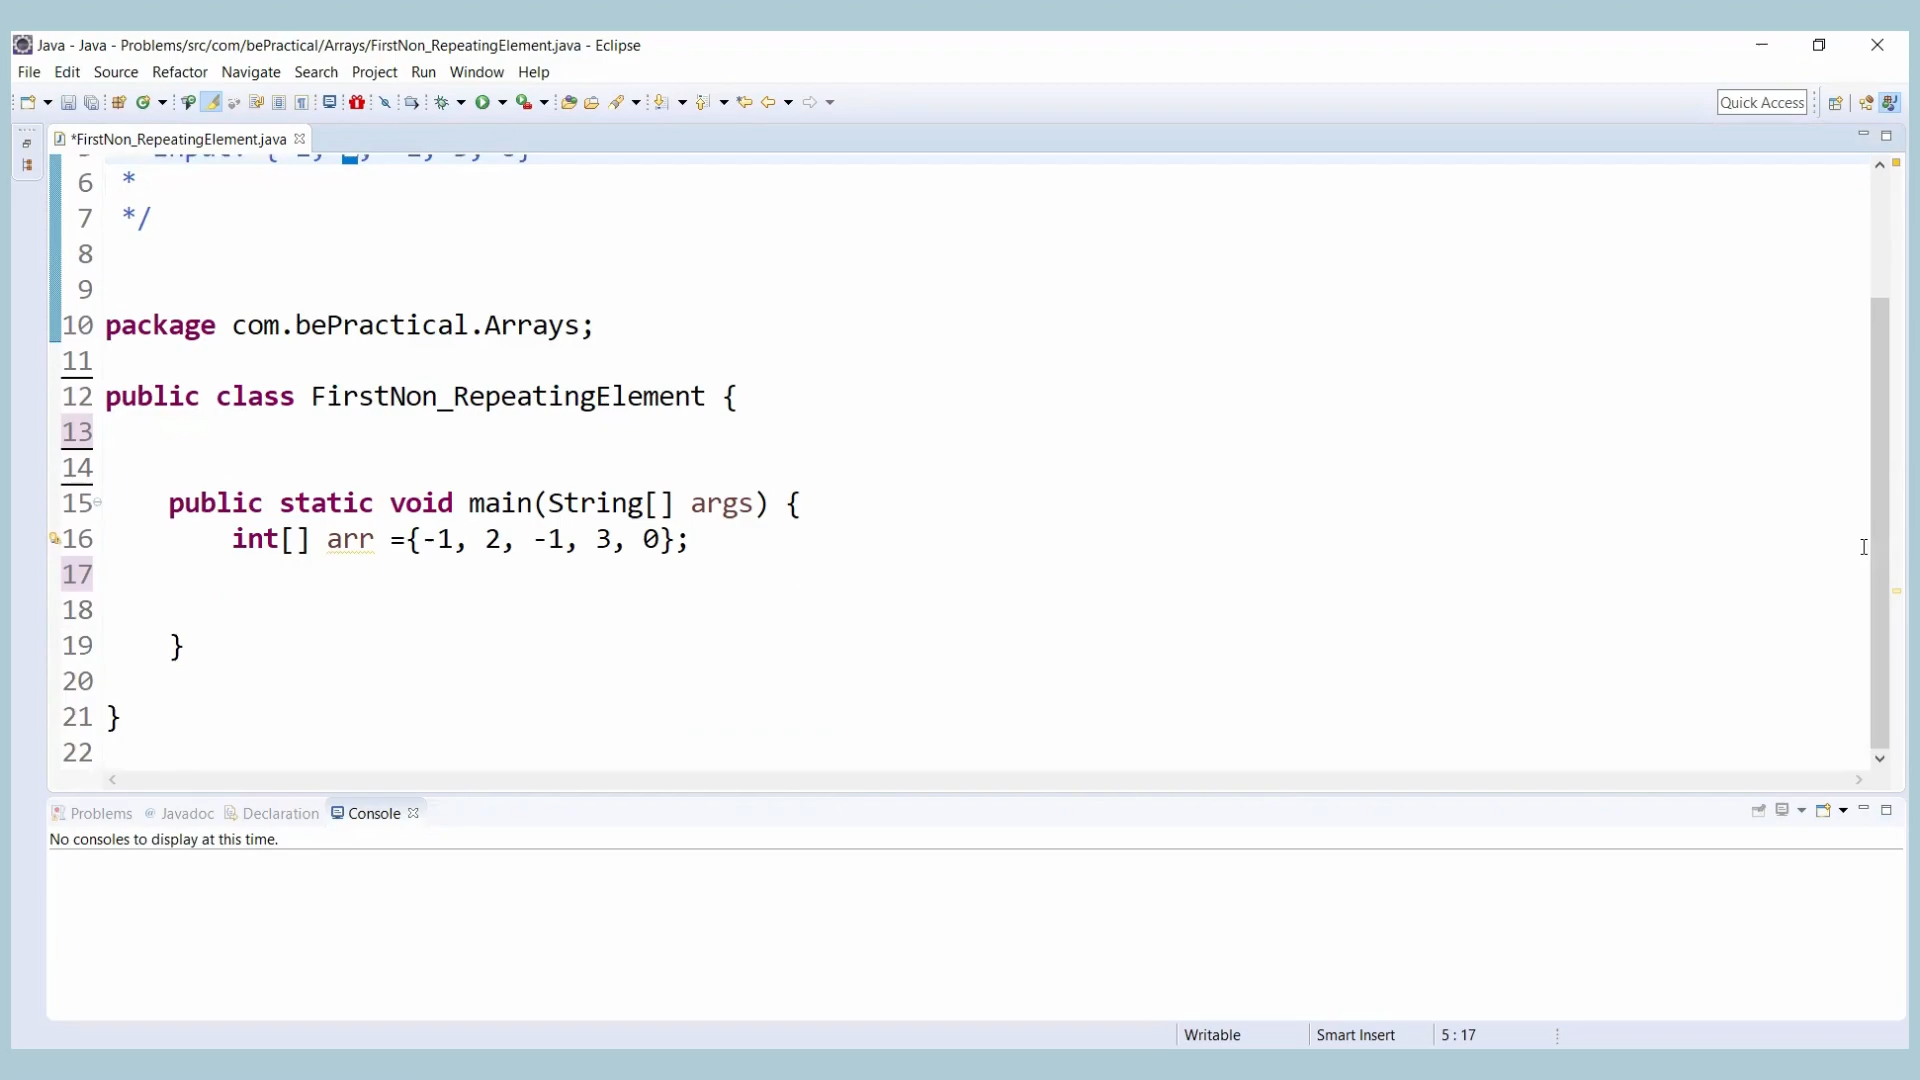 Java - Java - Problems/src/com/bePractical/Arrays/FirstNon_RepeatingElement.java - Eclipse
File Edit Source Refactor Navigate Search Project Run Window Help
Quick Access
*FirstNon_RepeatingElement.java
6 *
7 */
8
9
10 package com.bePractical.Arrays;
11
12 public class FirstNon_RepeatingElement {
13
14
15 public static void main(String[] args) {
16 int[] arr ={-1, 2, -1, 3, 0};
17
18
19 }
20
21 }
22
Problems Javadoc Declaration Console
No consoles to display at this time.
Writable Smart Insert 5 : 17